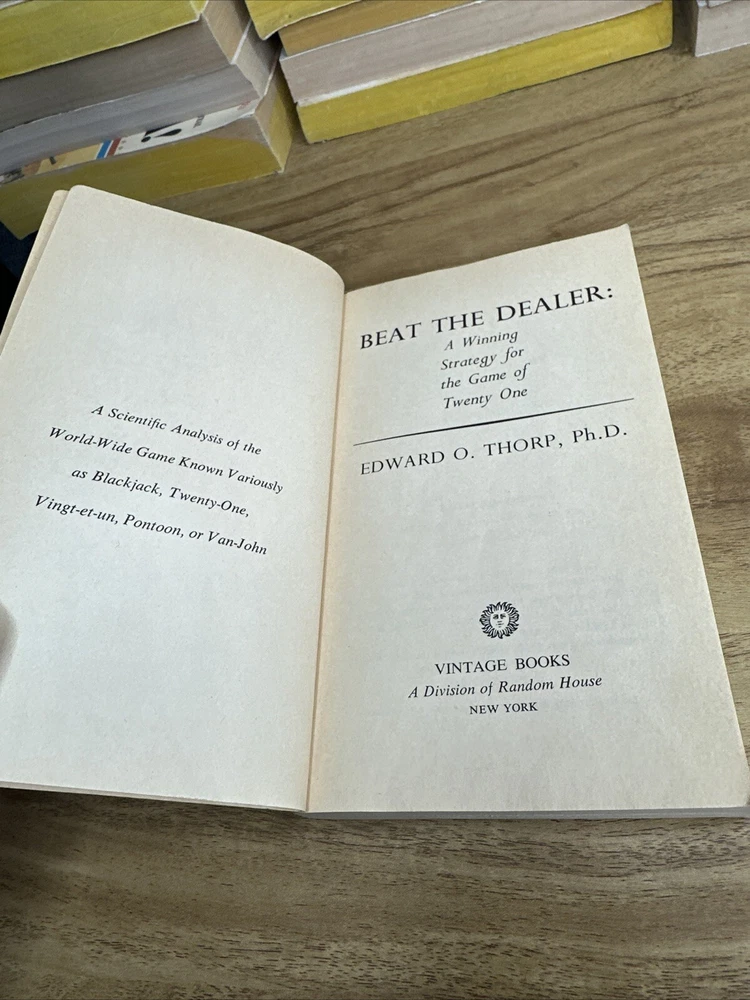 A Scientific Analysis of the
World-Wide Game Known Variously
as Blackjack, Twenty-One,
Vingt-et-un, Pontoon, or Van-John
BEAT THE DEALER:
A Winning
Strategy for
the Game of
Twenty One
EDWARD O. THORP, Ph.D.
VINTAGE BOOKS
A Division of Random House
NEW YORK